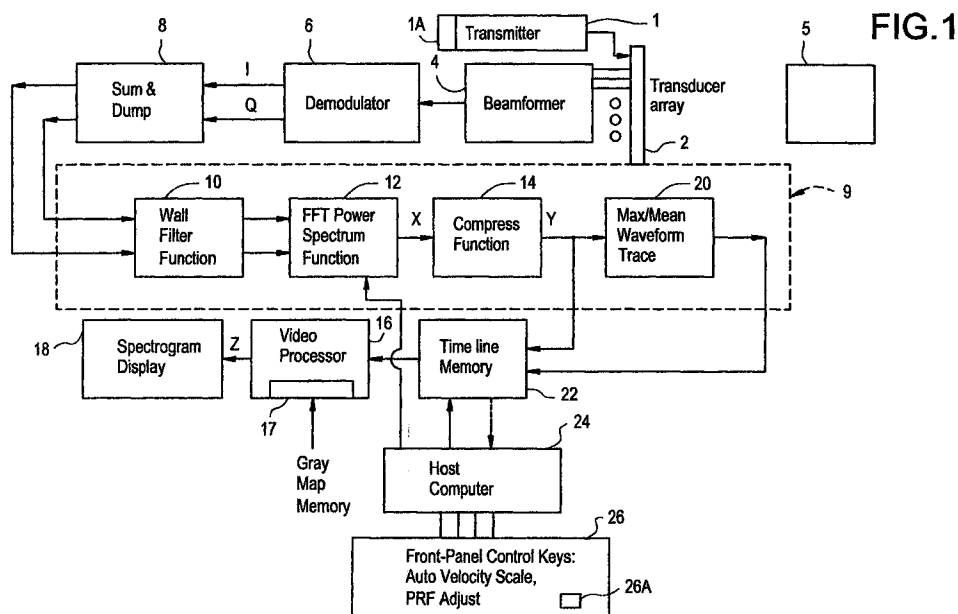 FIG.1
8
6
1A
Transmitter
1
5
4
I
Q
Sum &
Dump
Demodulator
Beamformer
Transducer
array
2
9
10
12
14
20
Wall
Filter
Function
FFT Power
Spectrum
Function
X
Compress
Function
Y
Max/Mean
Waveform
Trace
18
Spectrogram
Display
Z
Video
Processor
16
17
Time line
Memory
22
Gray
Map
Memory
24
Host
Computer
26
Front-Panel Control Keys:
Auto Velocity Scale,
PRF Adjust
26A